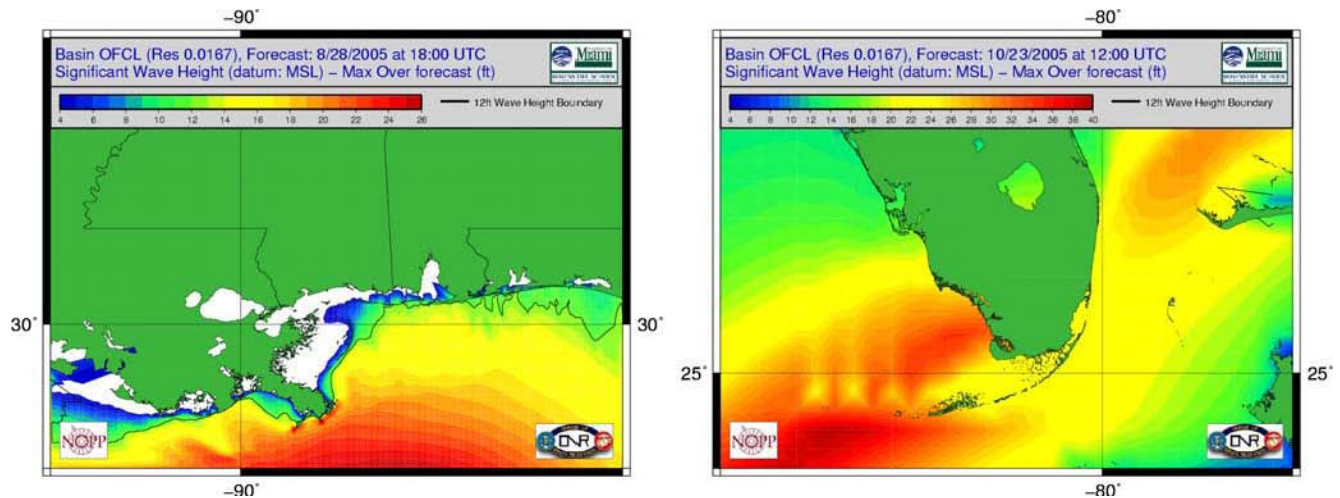 −90°
Basin OFCL (Res 0.0167), Forecast: 8/28/2005 at 18:00 UTC
Significant Wave Height (datum: MSL) − Max Over forecast (ft)
Miami
4 6 8 10 12 14 16 18 20 22 24 26
12ft Wave Height Boundary
30°
30°
NOPP
ONR
−90°
−80°
Basin OFCL (Res 0.0167), Forecast: 10/23/2005 at 12:00 UTC
Significant Wave Height (datum: MSL) − Max Over forecast (ft)
Miami
4 6 8 10 12 14 16 18 20 22 24 26 28 30 32 34 36 38 40
12ft Wave Height Boundary
25°
25°
NOPP
ONR
−80°